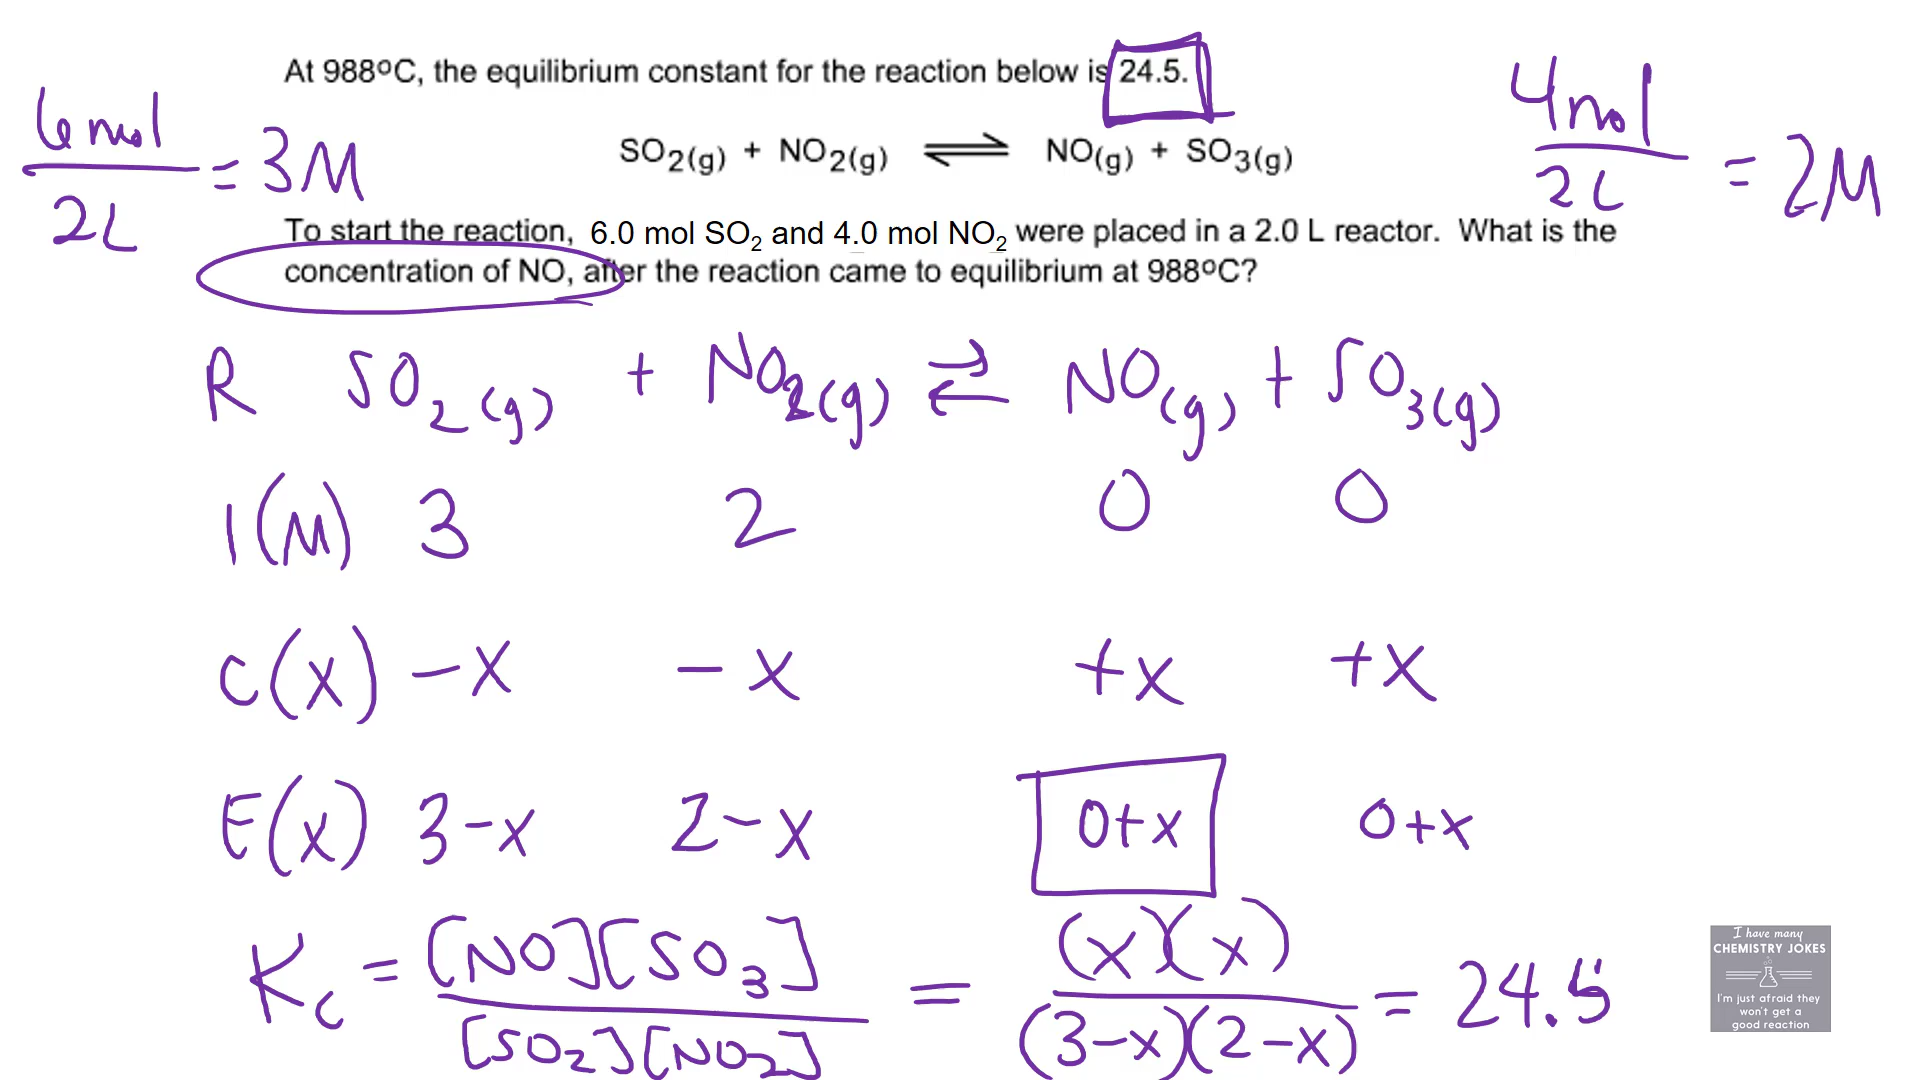 At 988°C, the equilibrium constant for the reaction below is 24.5.
6 mol / 2L = 3M
4 mol / 2L = 2M
SO₂(g) + NO₂(g) ⇌ NO(g) + SO₃(g)
To start the reaction, 6.0 mol SO₂ and 4.0 mol NO₂ were placed in a 2.0 L reactor. What is the
concentration of NO, after the reaction came to equilibrium at 988°C?
R SO₂(g) + NO₂(g) ⇌ NO(g) + SO₃(g)
I(M) 3 2 0 0
C(x) -x -x +x +x
E(x) 3-x 2-x 0+x 0+x
Kc = [NO][SO₃] / [SO₂][NO₂] = (x)(x) / (3-x)(2-x) = 24.5
I have many
CHEMISTRY JOKES
I'm just afraid they
won't get a
good reaction